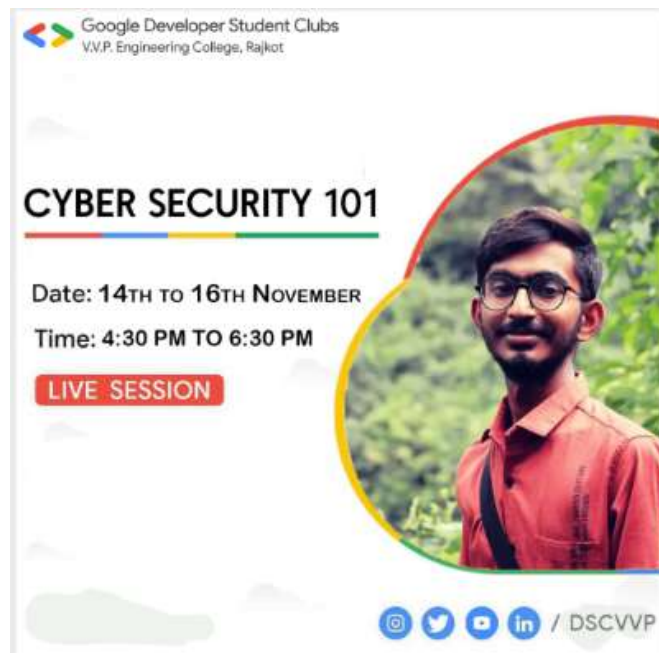 Google Developer Student Clubs
V.V.P. Engineering College, Rajkot
CYBER SECURITY 101
Date: 14TH TO 16TH NOVEMBER
Time: 4:30 PM TO 6:30 PM
LIVE SESSION
/ DSCVVP